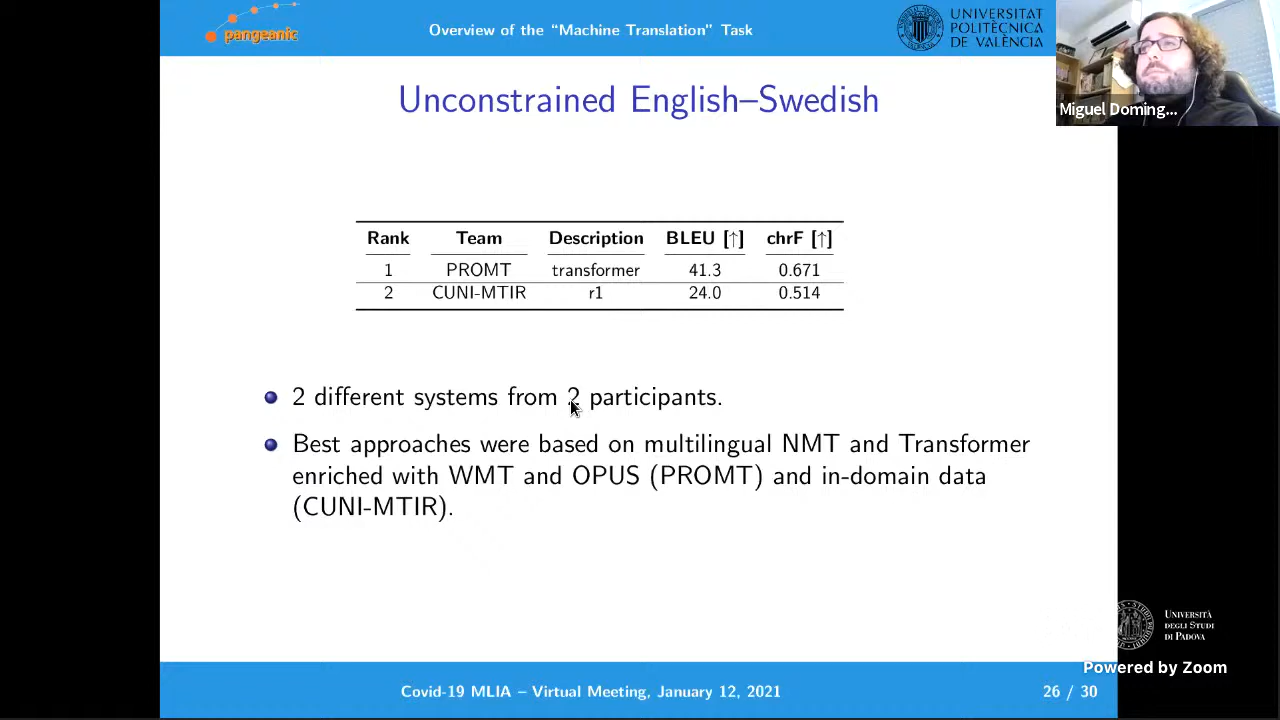 pangeanic
Overview of the “Machine Translation” Task
UNIVERSITAT
POLITÈCNICA
DE VALÈNCIA
Miguel Doming...
Unconstrained English–Swedish
Rank Team Description BLEU [↑] chrF [↑]
1 PROMT transformer 41.3 0.671
2 CUNI-MTIR r1 24.0 0.514
2 different systems from 2 participants.
Best approaches were based on multilingual NMT and Transformer
enriched with WMT and OPUS (PROMT) and in-domain data
(CUNI-MTIR).
UNIVERSITÀ
DEGLI STUDI
DI PADOVA
Powered by Zoom
Covid-19 MLIA – Virtual Meeting, January 12, 2021
26 / 30